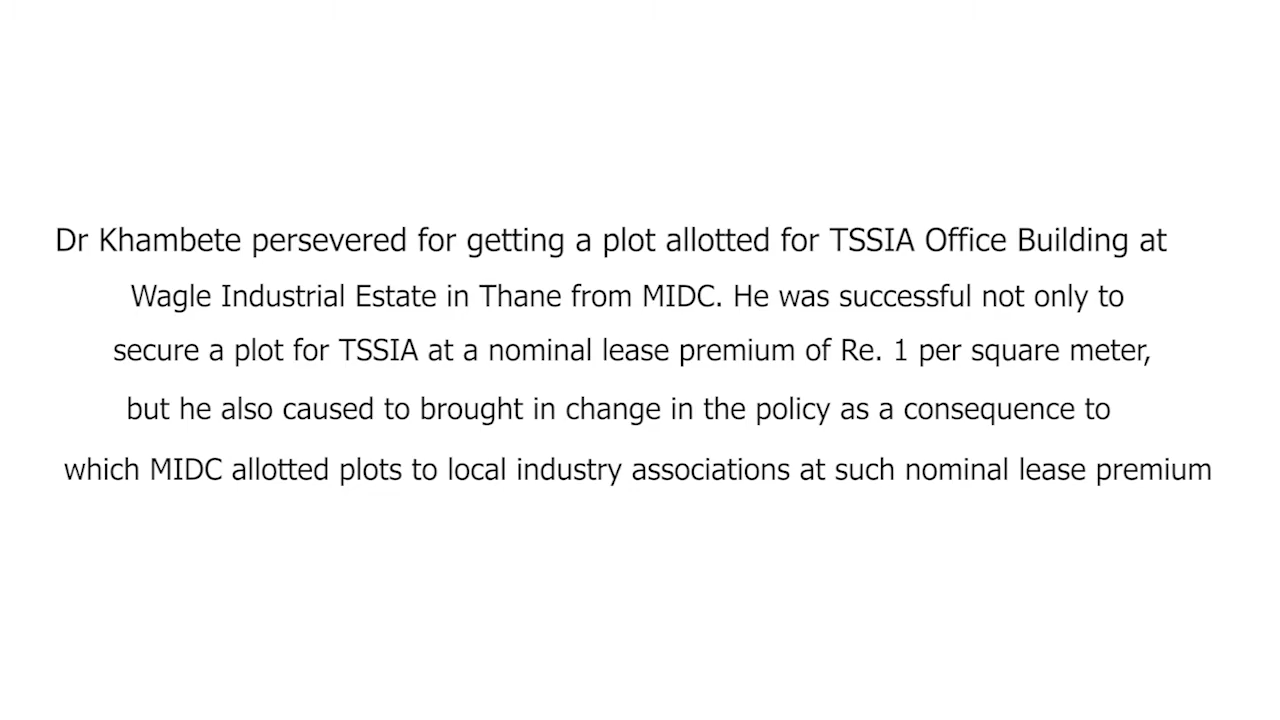 Dr Khambete persevered for getting a plot allotted for TSSIA Office Building at
Wagle Industrial Estate in Thane from MIDC. He was successful not only to
secure a plot for TSSIA at a nominal lease premium of Re. 1 per square meter,
but he also caused to brought in change in the policy as a consequence to
which MIDC allotted plots to local industry associations at such nominal lease premium